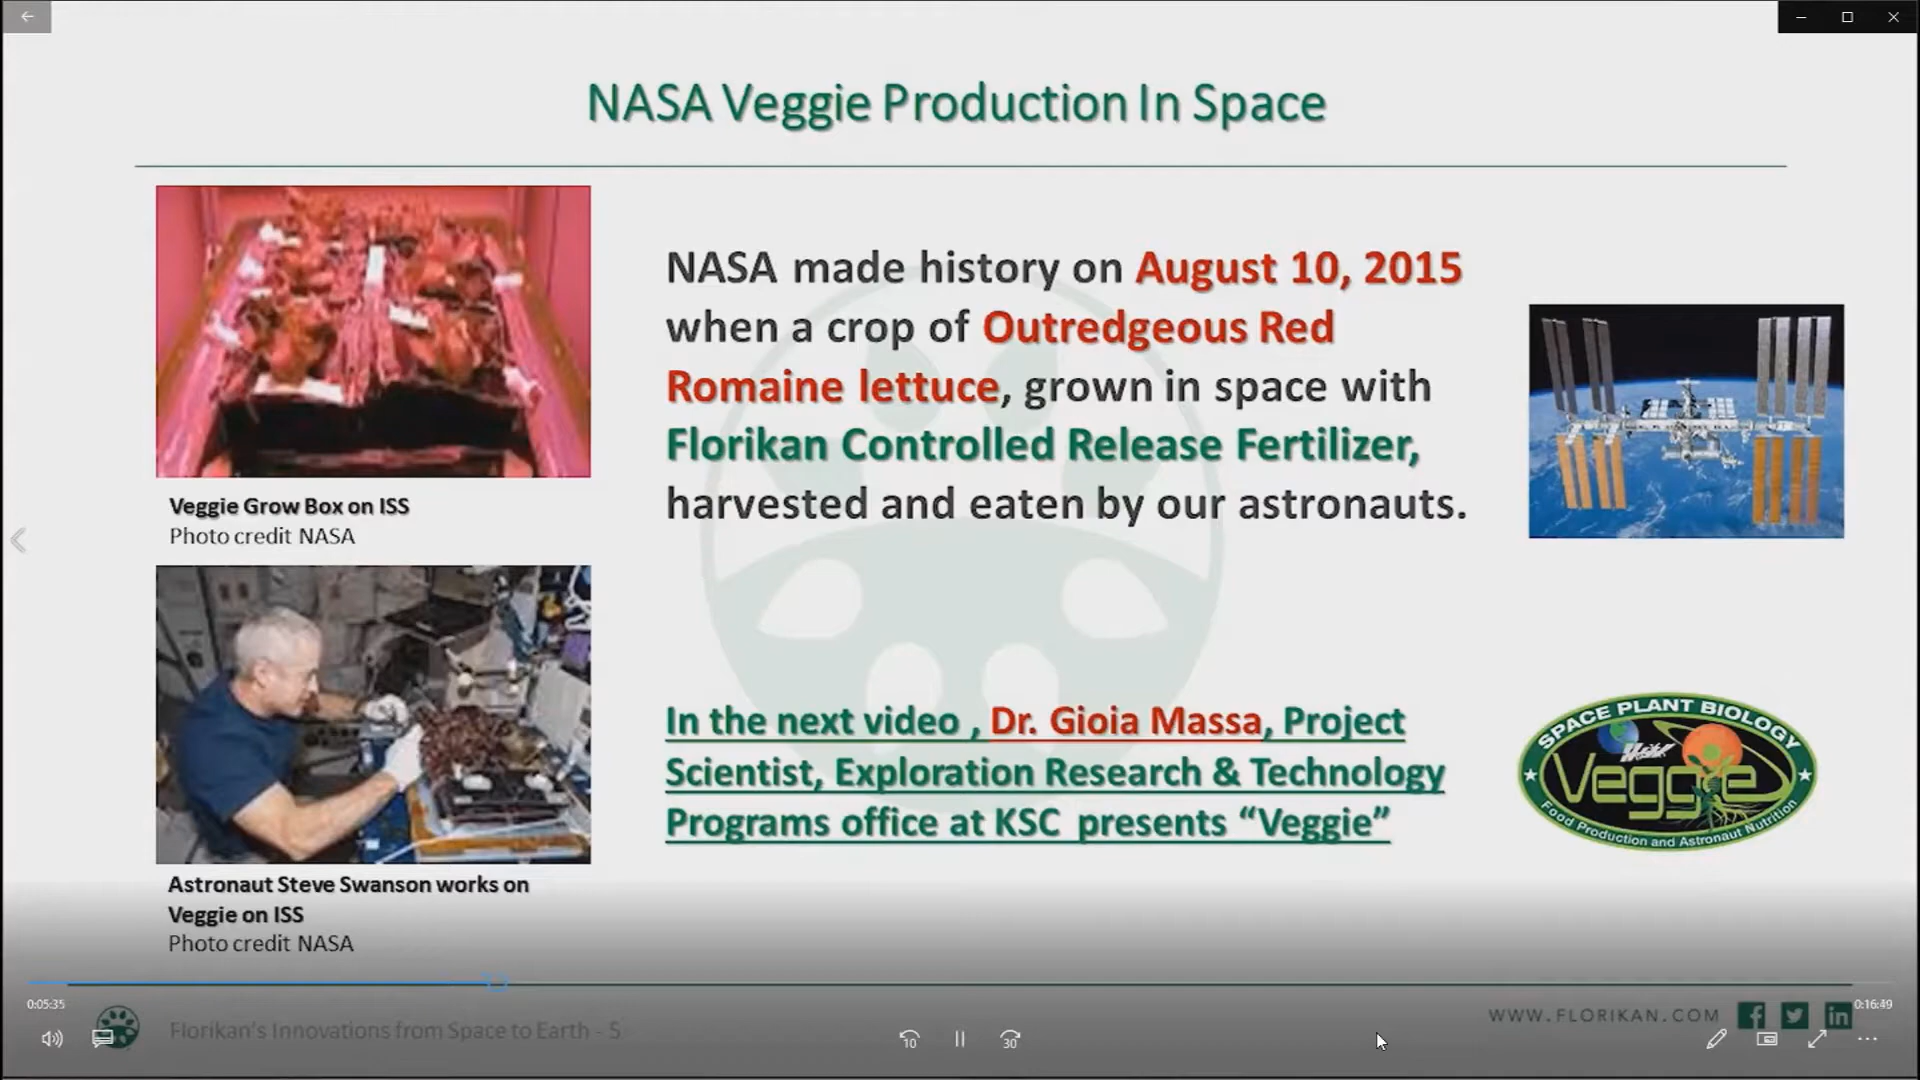 NASA Veggie Production In Space
NASA made history on August 10, 2015
when a crop of Outredgeous Red
Romaine lettuce, grown in space with
Florikan Controlled Release Fertilizer,
harvested and eaten by our astronauts.
Veggie Grow Box on ISS
Photo credit NASA
In the next video , Dr. Gioia Massa, Project
Scientist, Exploration Research & Technology
Programs office at KSC presents “Veggie”
SPACE PLANT BIOLOGY
Veggie
Food Production and Astronaut Nutrition
Astronaut Steve Swanson works on
Veggie on ISS
Photo credit NASA
0:05:35
0:16:49
Florikan's Innovations from Space to Earth - 5
10
30
WWW.FLORIKAN.COM
f
in